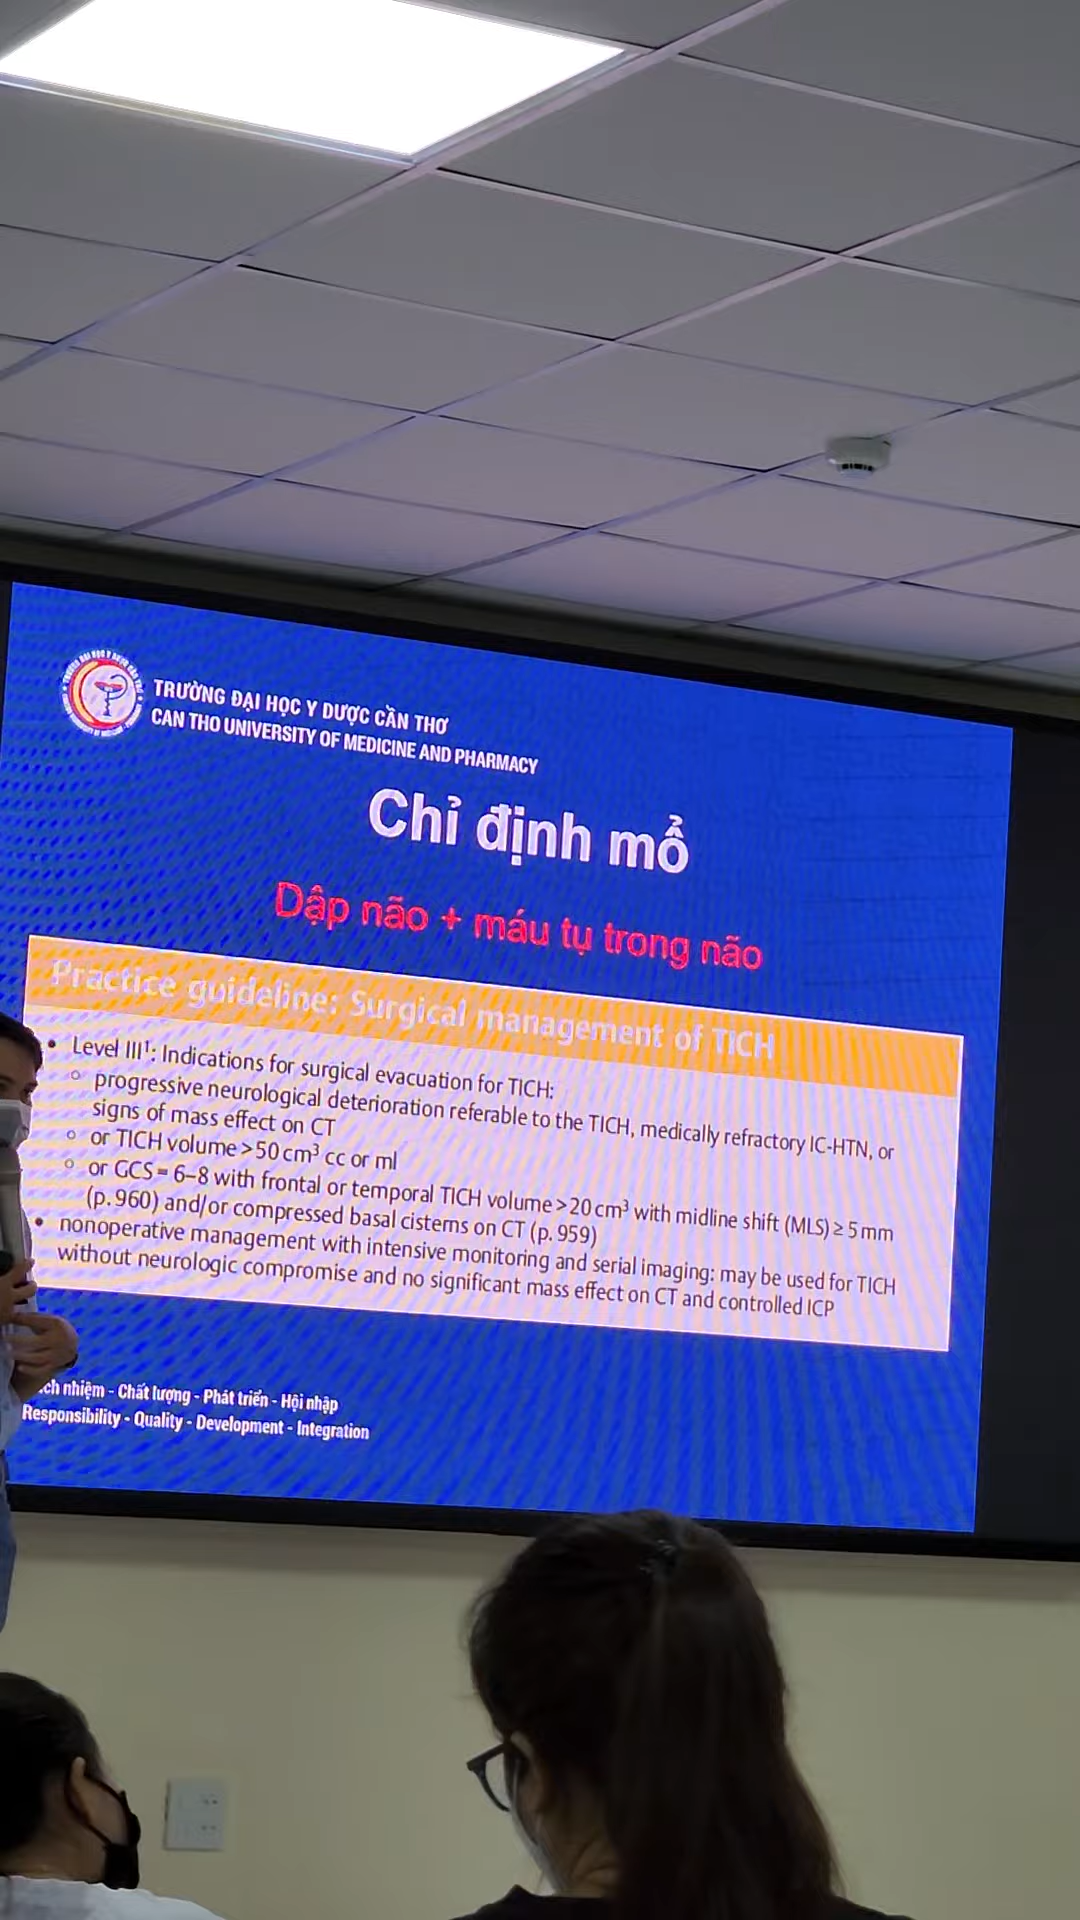 TRƯỜNG ĐẠI HỌC Y DƯỢC CẦN THƠ
CAN THO UNIVERSITY OF MEDICINE AND PHARMACY
Chỉ định mổ
Dập não + máu tụ trong não
Practice guideline: Surgical management of TICH
• Level III¹: Indications for surgical evacuation for TICH:
○ progressive neurological deterioration referable to the TICH, medically refractory IC-HTN, or
signs of mass effect on CT
○ or TICH volume > 50 cm³ cc or ml
○ or GCS = 6–8 with frontal or temporal TICH volume > 20 cm³ with midline shift (MLS) ≥ 5 mm
(p. 960) and/or compressed basal cisterns on CT (p. 959)
• nonoperative management with intensive monitoring and serial imaging: may be used for TICH
without neurologic compromise and no significant mass effect on CT and controlled ICP
nhiệm - Chất lượng - Phát triển - Hội nhập
Responsibility - Quality - Development - Integration